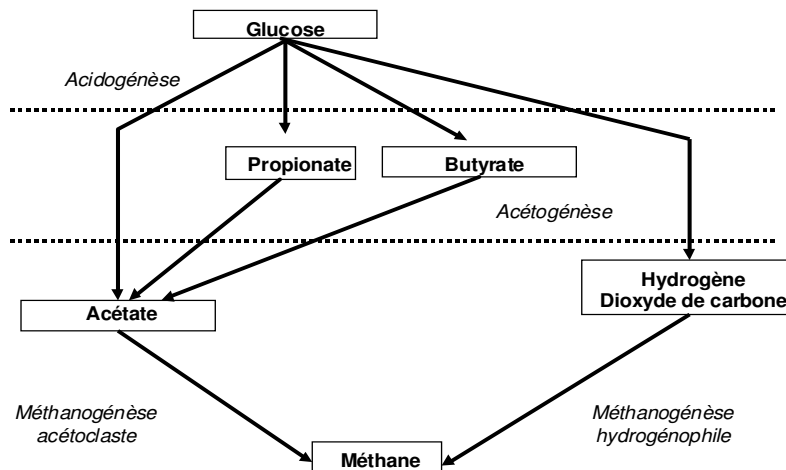 Glucose
Acidogénèse
Propionate
Butyrate
Acétogénèse
Hydrogène
Dioxyde de carbone
Acétate
Méthanogénèse
acétoclaste
Méthanogénèse
hydrogénophile
Méthane